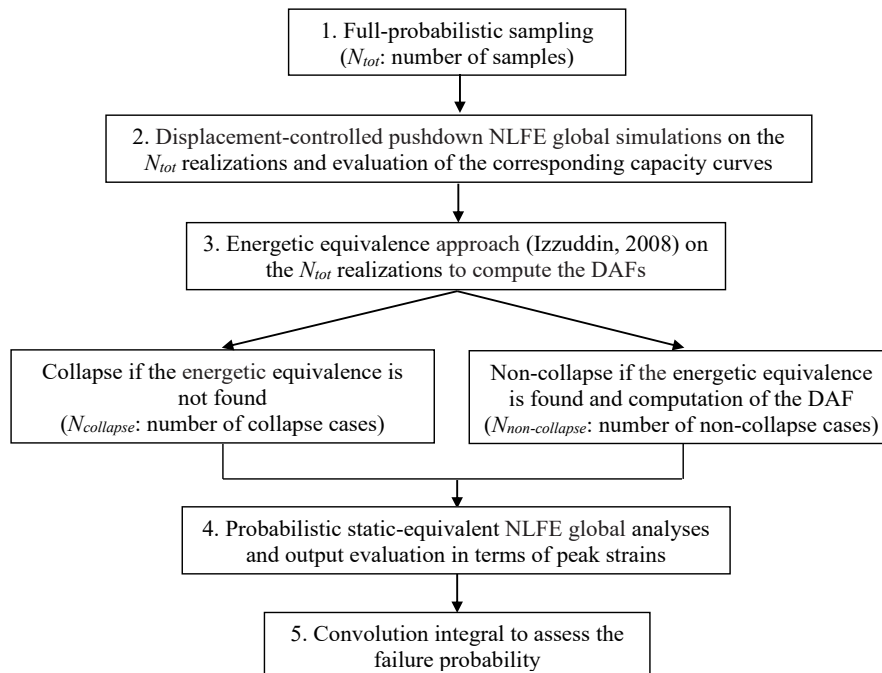 1. Full-probabilistic sampling
(Ntot: number of samples)
2. Displacement-controlled pushdown NLFE global simulations on the
Ntot realizations and evaluation of the corresponding capacity curves
3. Energetic equivalence approach (Izzuddin, 2008) on
the Ntot realizations to compute the DAFs
Collapse if the energetic equivalence is
not found
(Ncollapse: number of collapse cases)
Non-collapse if the energetic equivalence
is found and computation of the DAF
(Nnon-collapse: number of non-collapse cases)
4. Probabilistic static-equivalent NLFE global analyses
and output evaluation in terms of peak strains
5. Convolution integral to assess the
failure probability